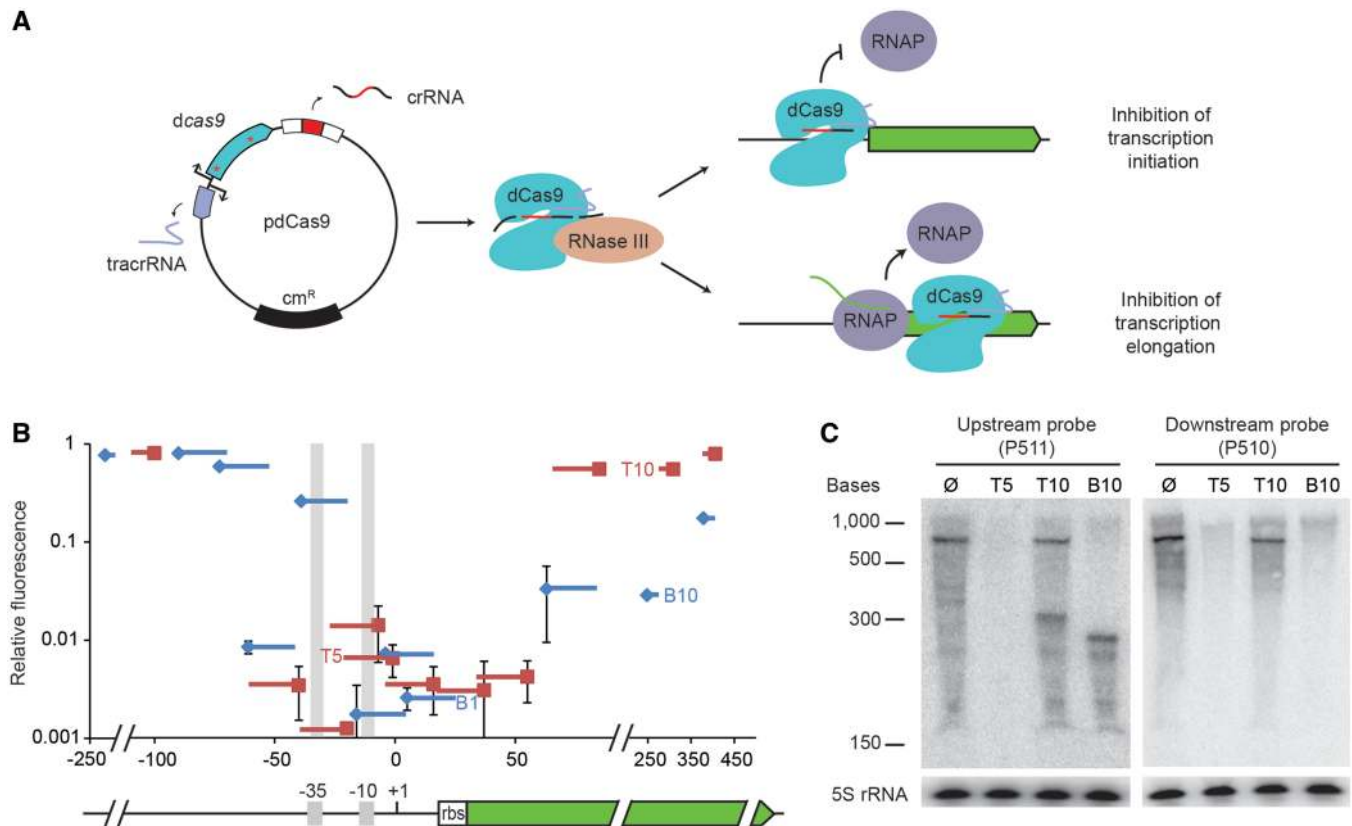 A
dcas9
crRNA
pdCas9
tracrRNA
cmR
dCas9
RNase III
RNAP
dCas9
Inhibition of
transcription
initiation
RNAP
RNAP
dCas9
Inhibition of
transcription
elongation
B
Relative fluorescence
1
0.1
0.01
0.001
T10
B10
T5
B1
-250 -100 -50 0 50 250 350 450
-35 -10 +1
rbs
C
Upstream probe
(P511)
Downstream probe
(P510)
Bases Ø T5 T10 B10 Ø T5 T10 B10
1,000
500
300
150
5S rRNA